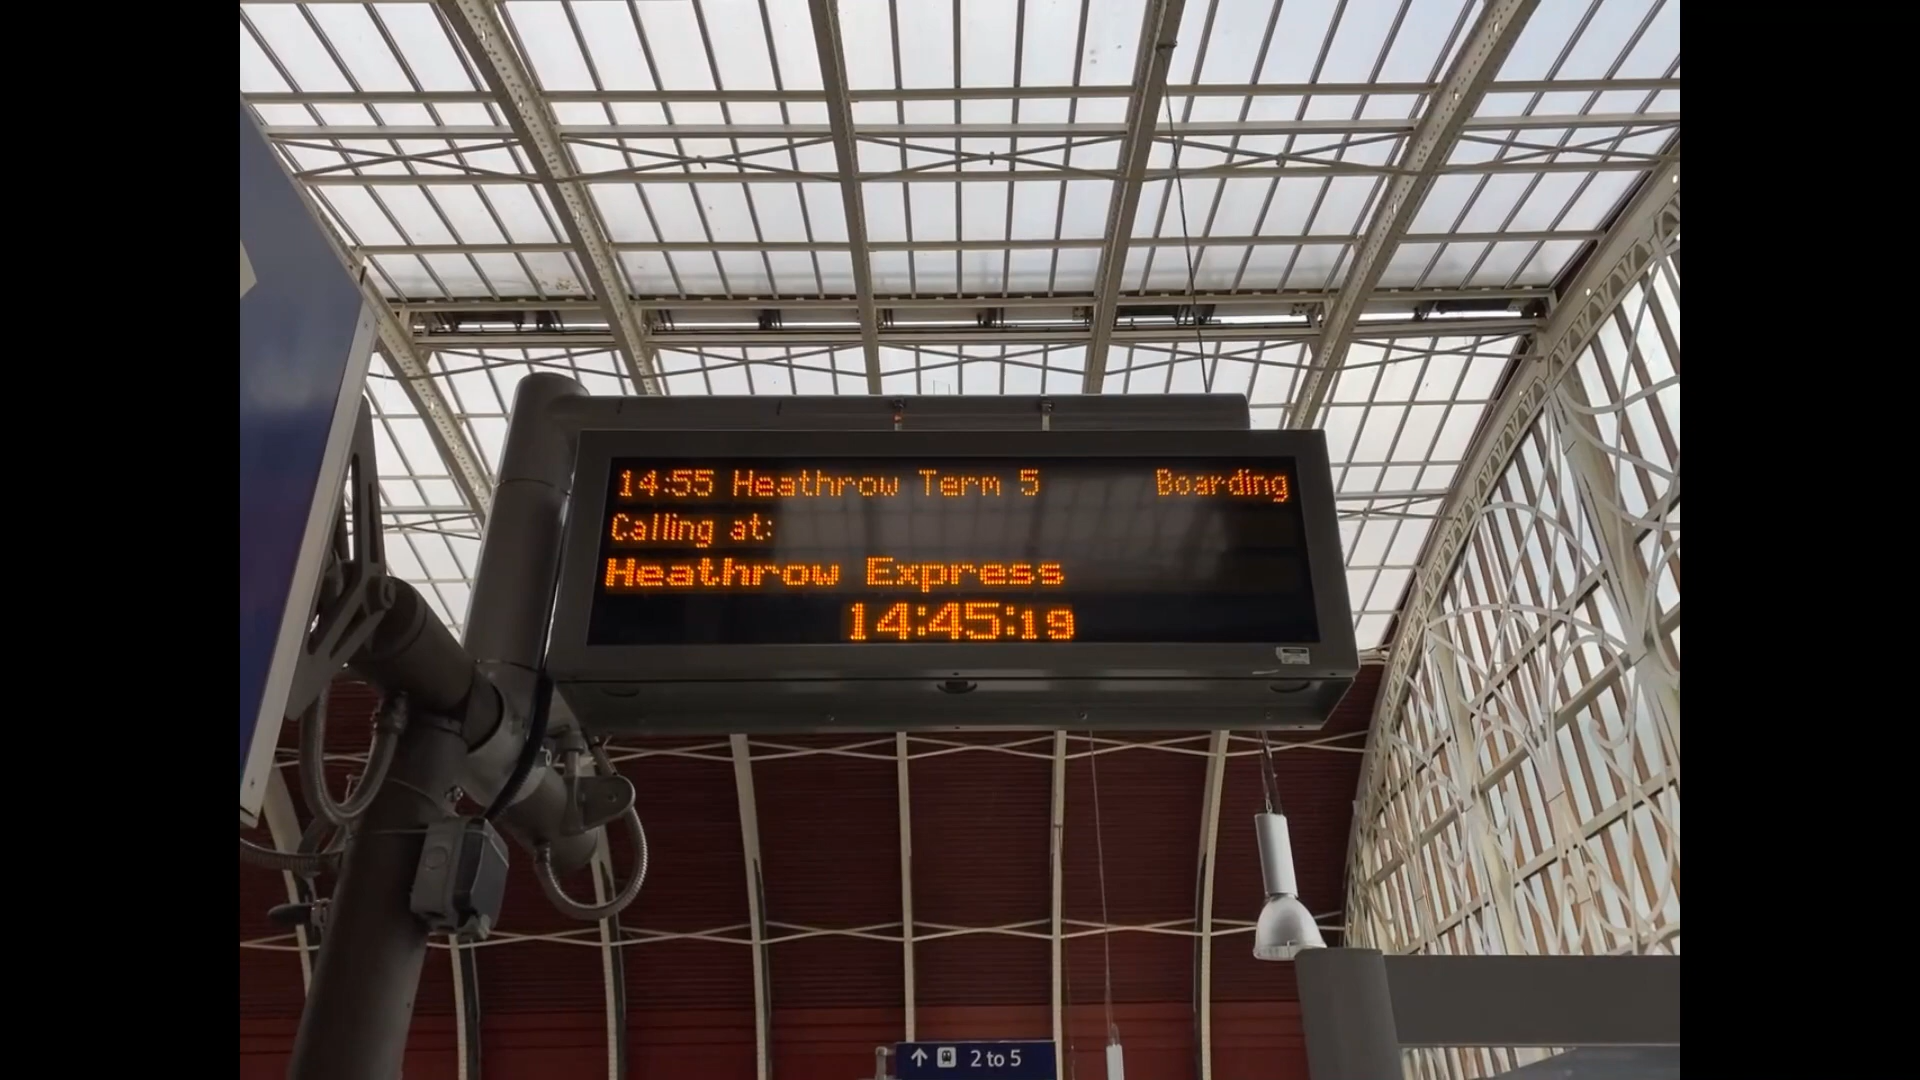 14:55 Heathrow Term 5 Boarding
Calling at:
Heathrow Express
14:45:19
2 to 5